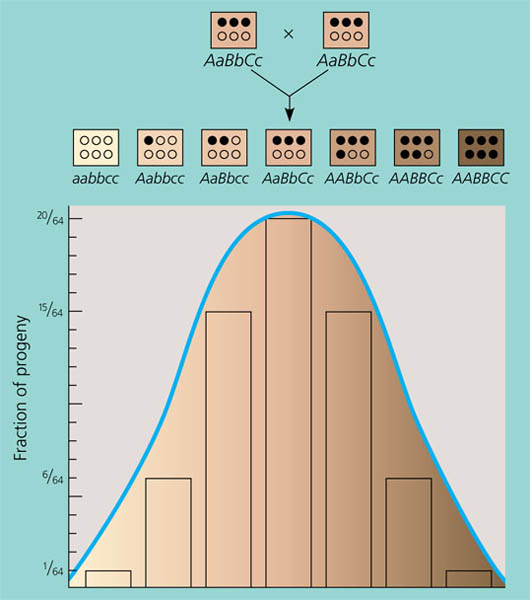 ×
AaBbCc AaBbCc
aabbcc Aabbcc AaBbcc AaBbCc AABbCc AABBCc AABBCC
20/64
15/64
6/64
1/64
Fraction of progeny